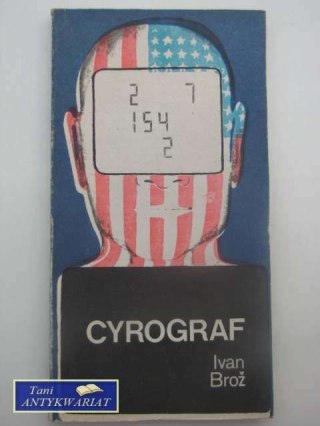 2 7
154
2
CYROGRAF
Ivan
Brož
Tani
ANTYKWARIAT